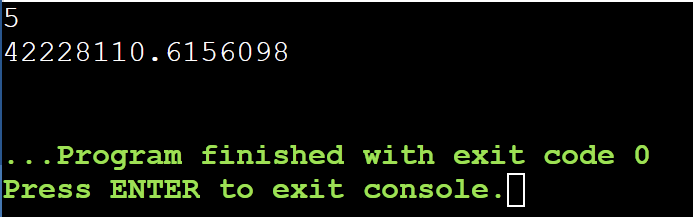 5
42228110.6156098
...Program finished with exit code 0
Press ENTER to exit console.